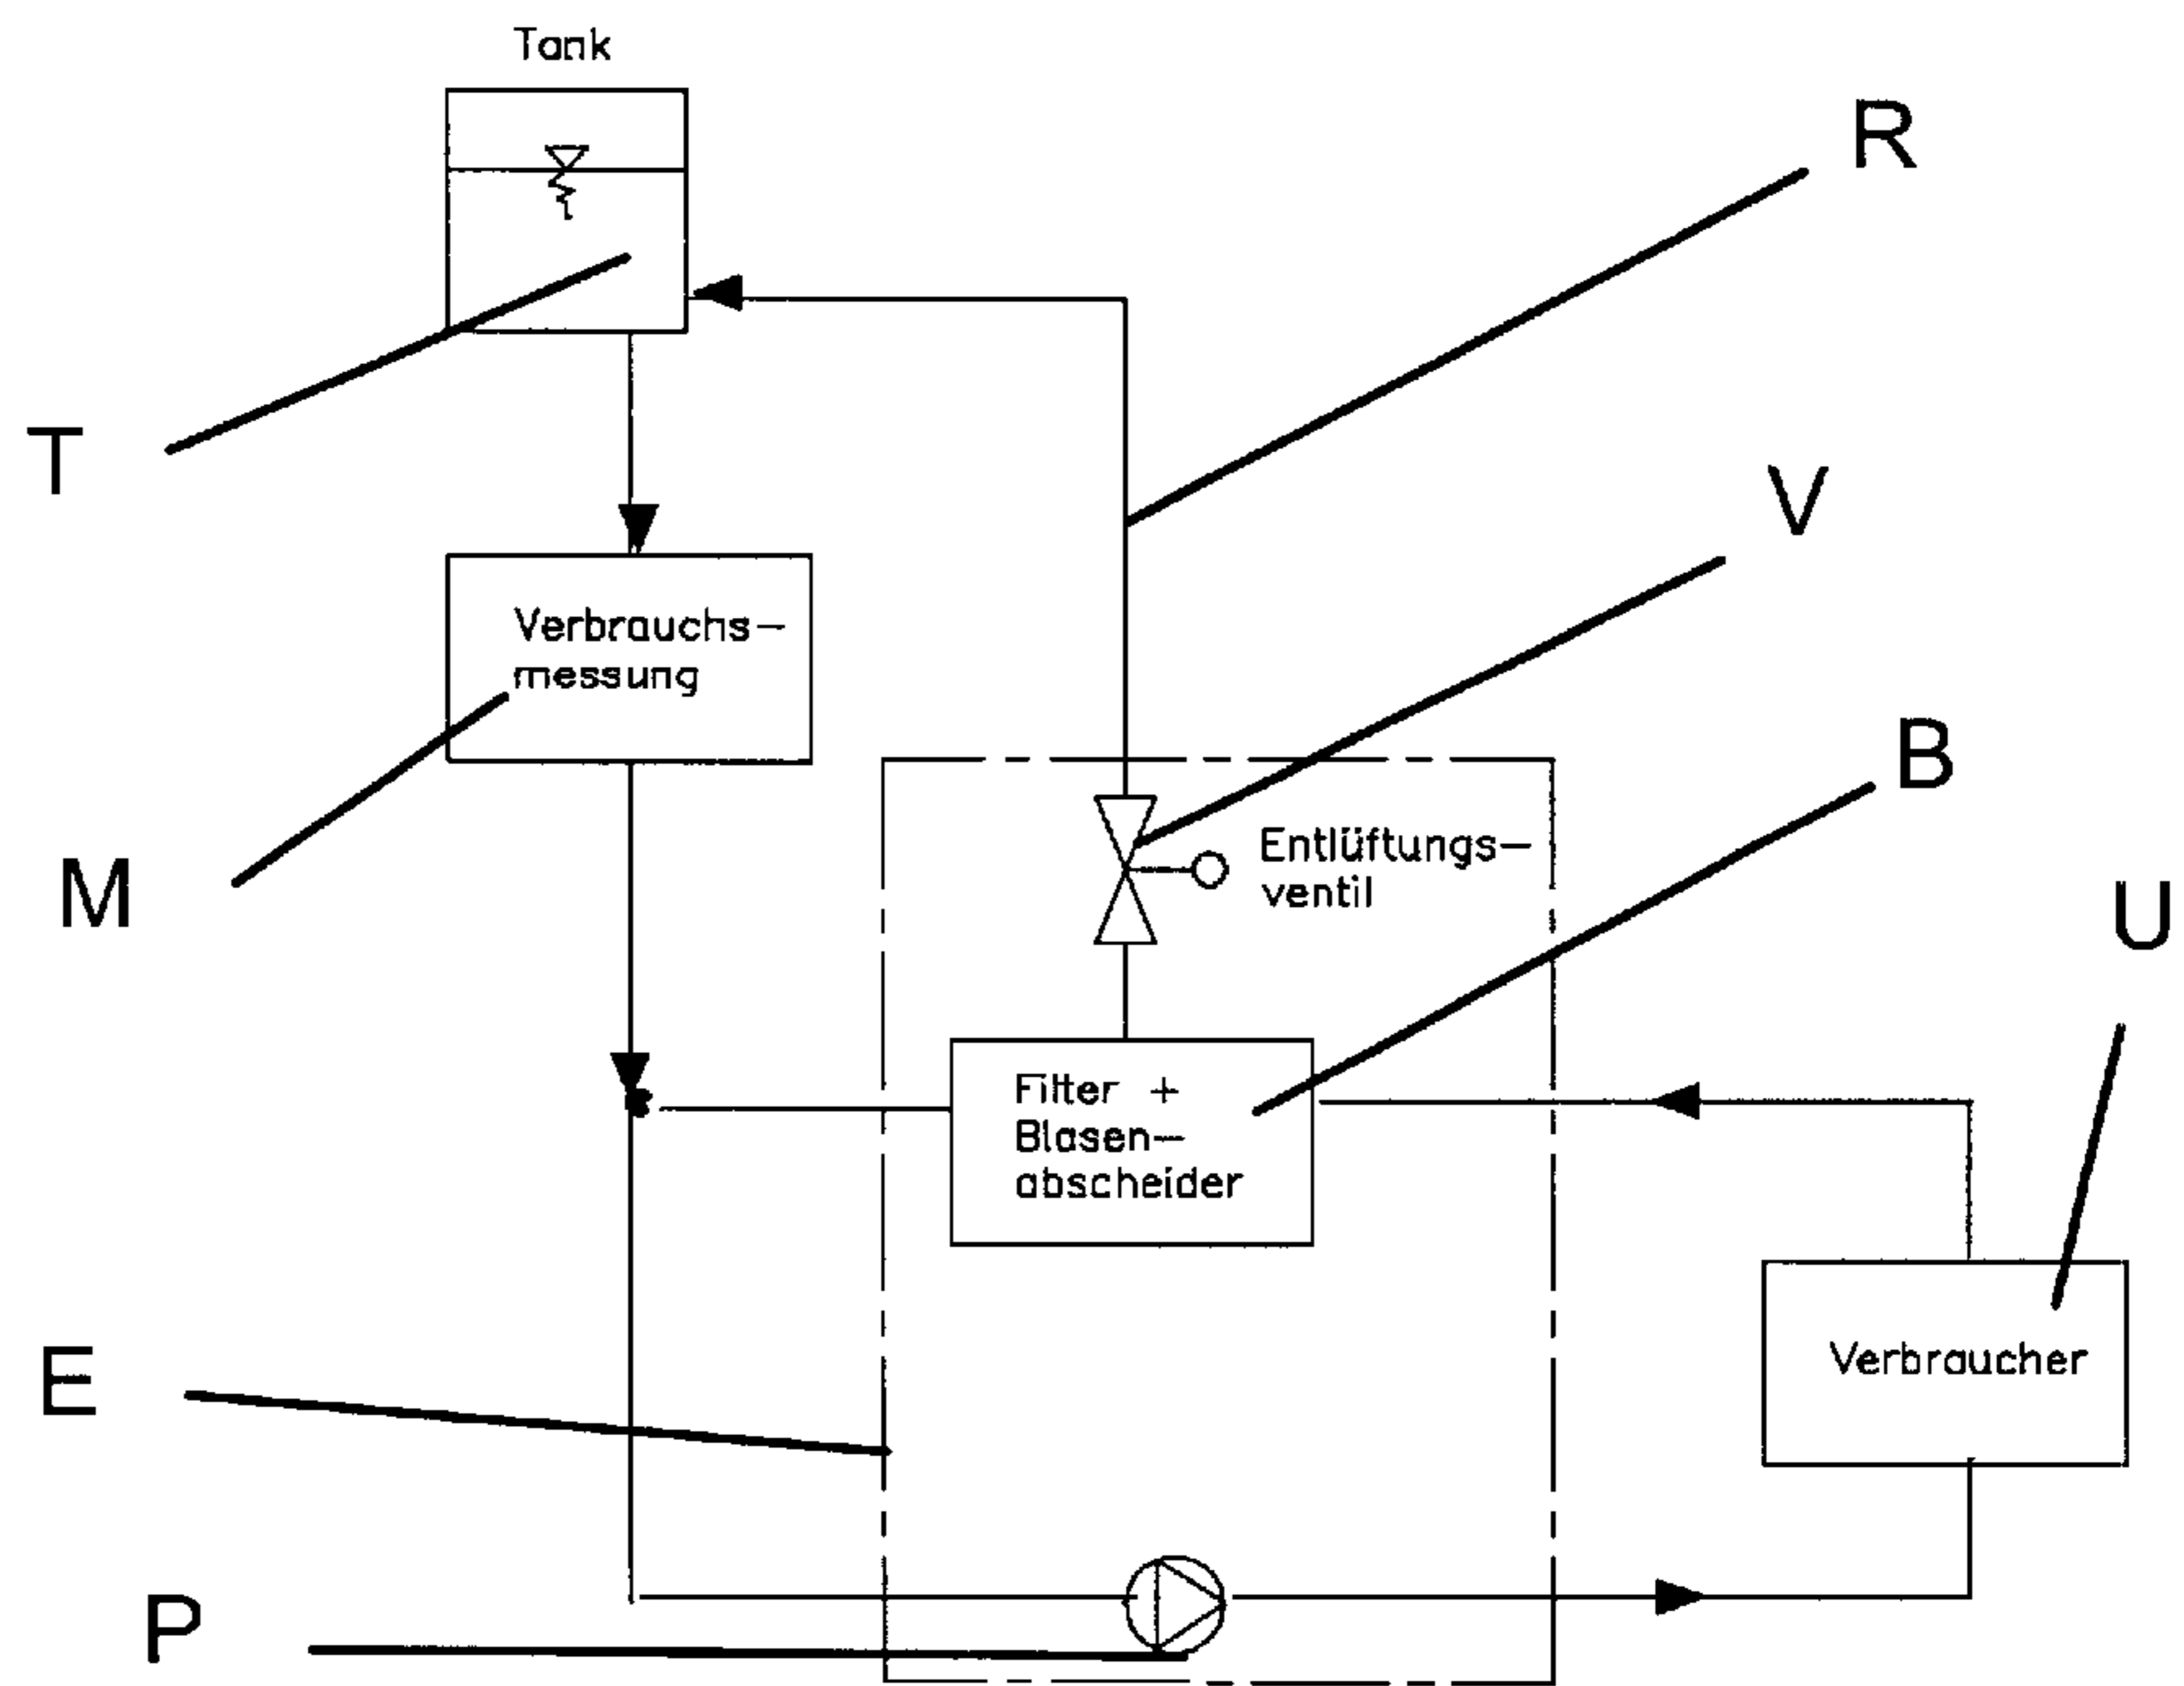 Tank
R
T
V
Verbrauchs-
messung
B
M
Entlüftungs-
ventil
U
Filter +
Blasen-
abscheider
E
Verbraucher
P